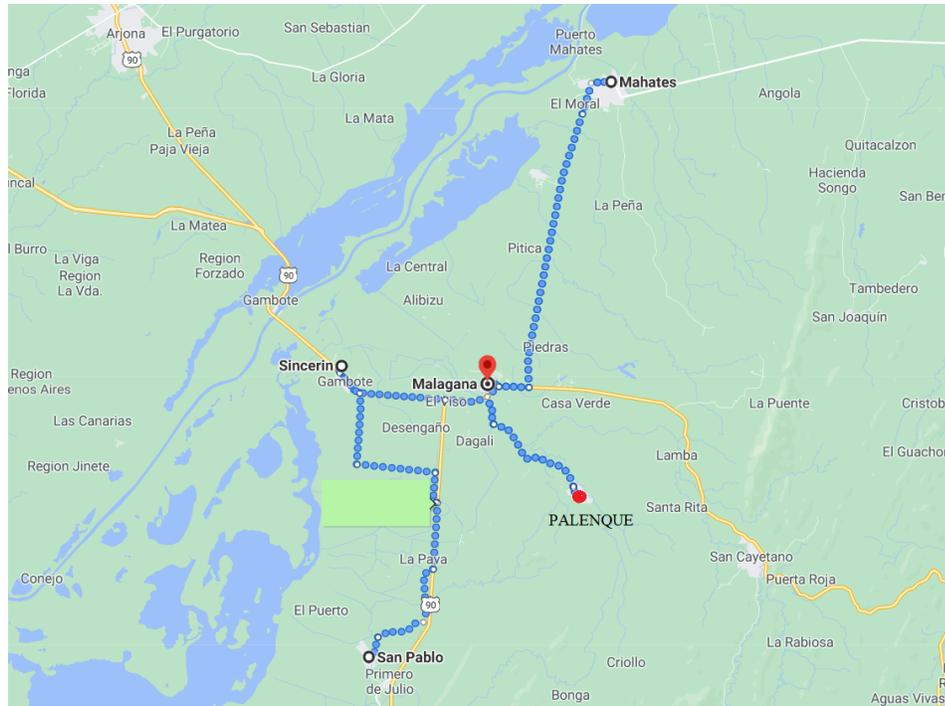 Arjona
El Purgatorio
San Sebastian
Puerto
Mahates
90
nga
Florida
La Gloria
Mahates
Angola
El Moral
La Mata
La Peña
Paja Vieja
Quitacalzon
Hacienda
Songo
uncal
San Ber
La Peña
La Matea
l Burro
La Viga
Region
La Vda.
Region
Forzado
Pitica
La Central
90
Tambedero
Gambote
Alibizu
San Joaquín
Piedras
Sincerin
Region
enos Aires
Gambote
Malagana
El Viso
Casa Verde
La Puente
Cristob
Las Canarias
Desengaño
Dagali
Region Jinete
Lamba
El Guachor
PALENQUE
Santa Rita
La Pava
San Cayetano
Conejo
Puerta Roja
El Puerto
90
La Rabiosa
San Pablo
Primero
de Julio
Criollo
Bonga
R
Aguas Vivas